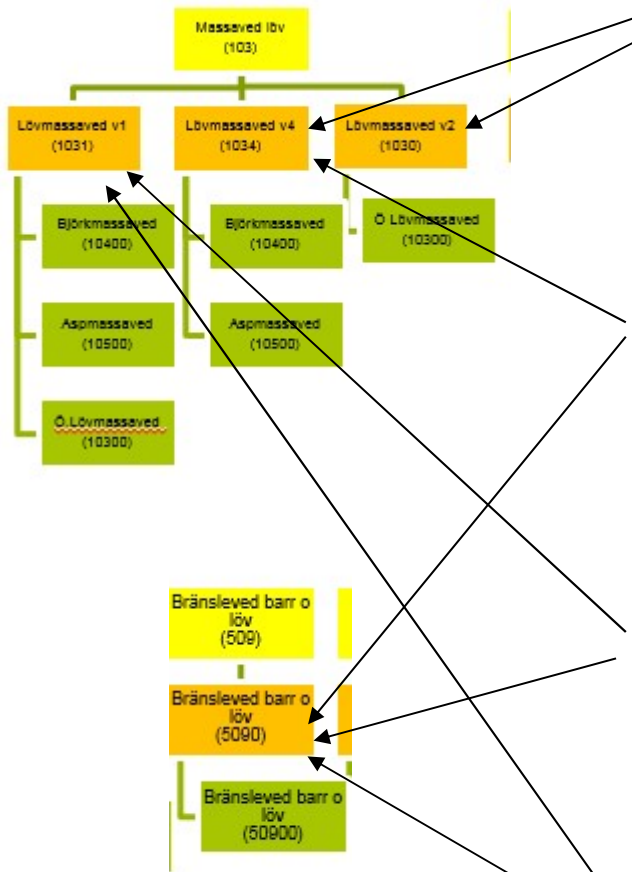 Massaved löv
(103)
Lövmassaved v1
(1031)
Lövmassaved v4
(1034)
Lövmassaved v2
(1030)
Björkmassaved
(10400)
Björkmassaved
(10400)
Ö Lövmassaved
(10300)
Aspmassaved
(10500)
Aspmassaved
(10500)
Ö.Lövmassaved
(10300)
Bränsleved barr o
löv
(509)
Bränsleved barr o
löv
(5090)
Bränsleved barr o
löv
(50900)